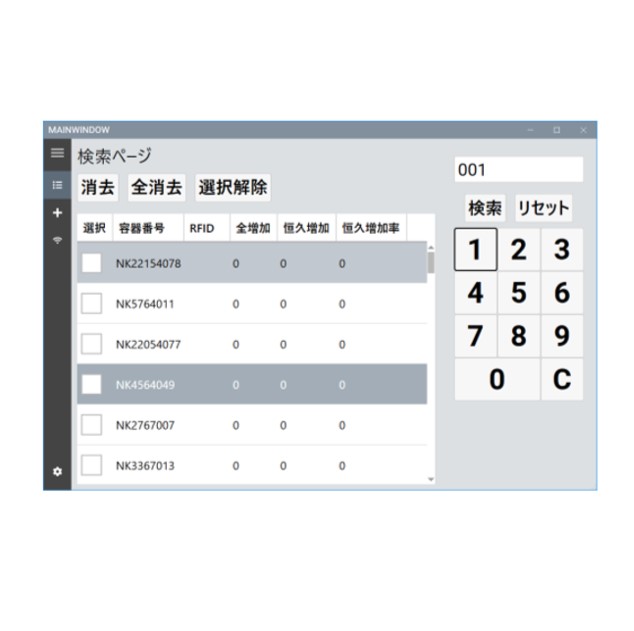 MAINWINDOW
検索ページ
消去 全消去 選択解除
選択 容器番号 RFID 全増加 恒久増加 恒久増加率
NK22154078 0 0 0
NK5764011 0 0 0
NK22054077 0 0 0
NK4564049 0 0 0
NK2767007 0 0 0
NK3367013 0 0 0
001
検索 リセット
1 2 3
4 5 6
7 8 9
0 C